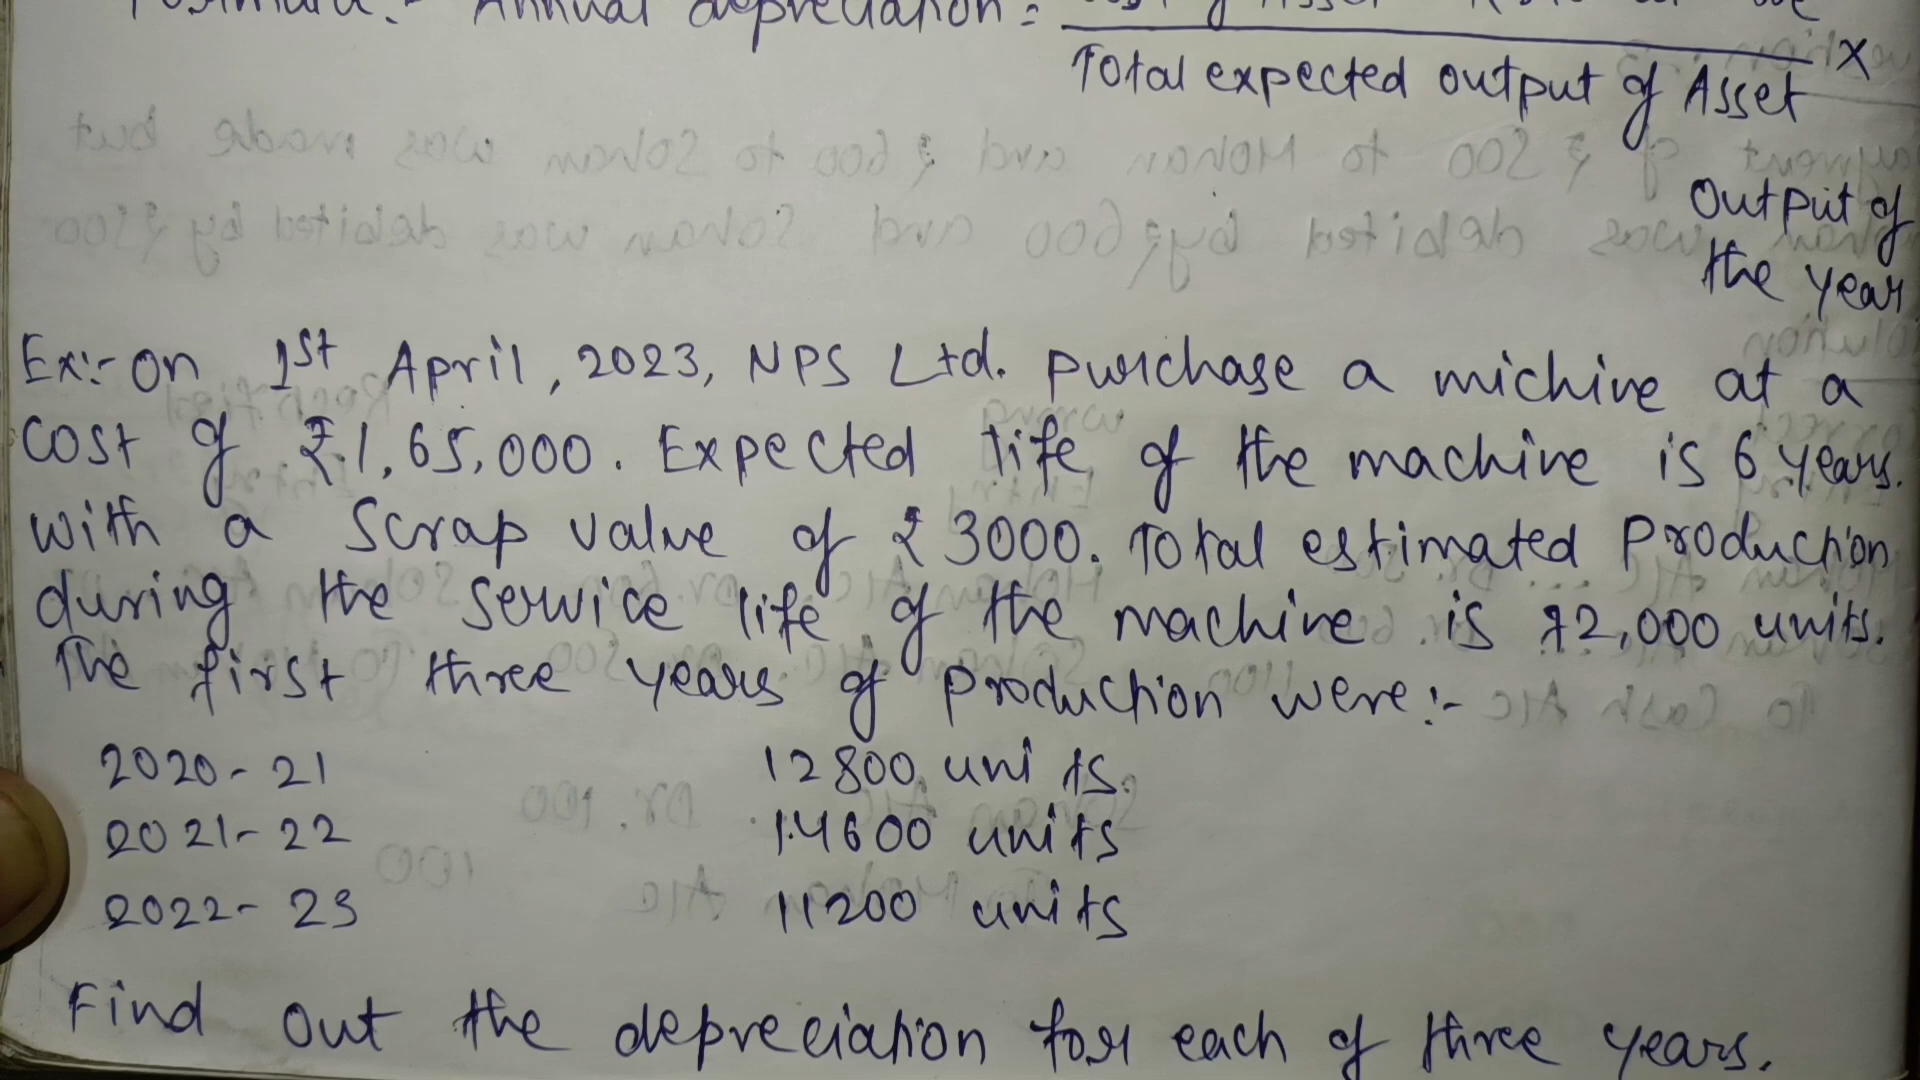 Annual depreciation =
Total expected output of Asset
X
Output of
the year
Ex:- On 1st April, 2023, NPS Ltd. purchase a michine at a
cost of ₹.1,65,000. Expected life of the machine is 6 years.
with a Scrap value of ₹ 3000. Total estimated production
during the service life of the machine is 72,000 units.
The first three years of production were:-
2020-21 12800 units.
2021-22 14600 units
2022-23 11200 units
Find out the depreciation for each of three years.